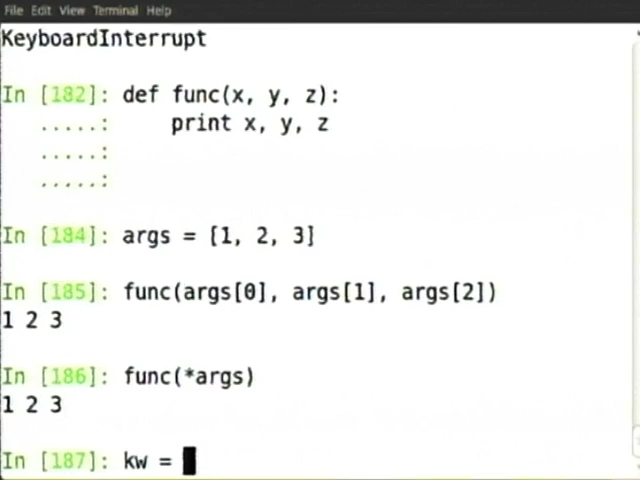 File Edit View Terminal Help
KeyboardInterrupt
In [182]: def func(x, y, z):
.....: print x, y, z
.....:
.....:
In [184]: args = [1, 2, 3]
In [185]: func(args[0], args[1], args[2])
1 2 3
In [186]: func(*args)
1 2 3
In [187]: kw =